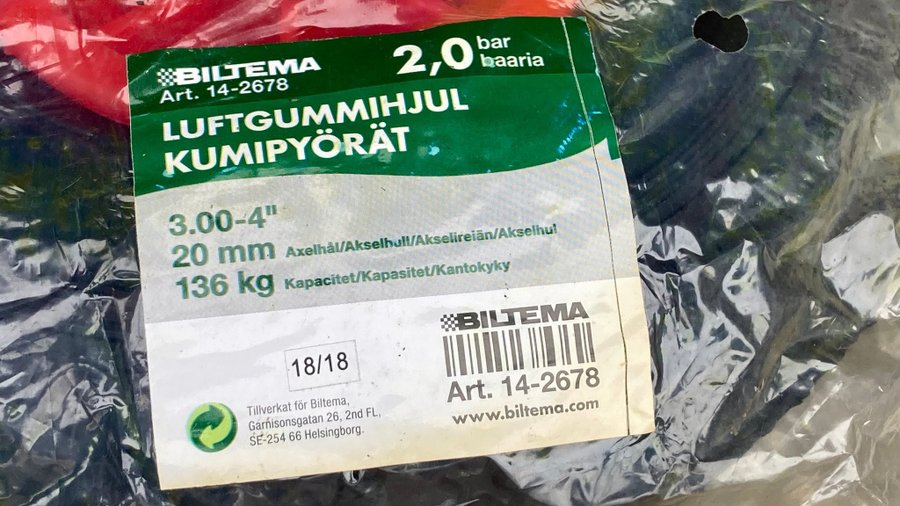 BILTEMA
Art. 14-2678
2,0 bar
baaria
LUFTGUMMIHJUL
KUMIPYÖRÄT
3.00-4"
20 mm Axelhål/Akselhull/Akselireiän/Akselhul
136 kg Kapacitet/Kapasitet/Kantokyky
18/18
Tillverkat för Biltema,
Garnisonsgatan 26, 2nd FL,
SE-254 66 Helsingborg.
BILTEMA
Art. 14-2678
www.biltema.com